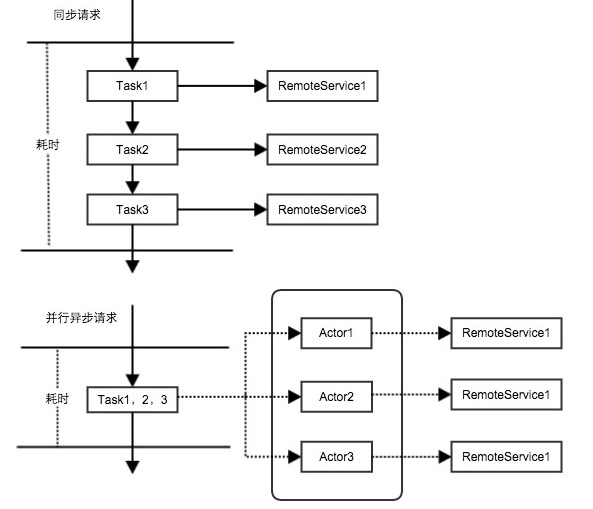 同步请求
Task1
RemoteService1
耗时
Task2
RemoteService2
Task3
RemoteService3
并行异步请求
Actor1
RemoteService1
耗时
Task1，2，3
Actor2
RemoteService1
Actor3
RemoteService1